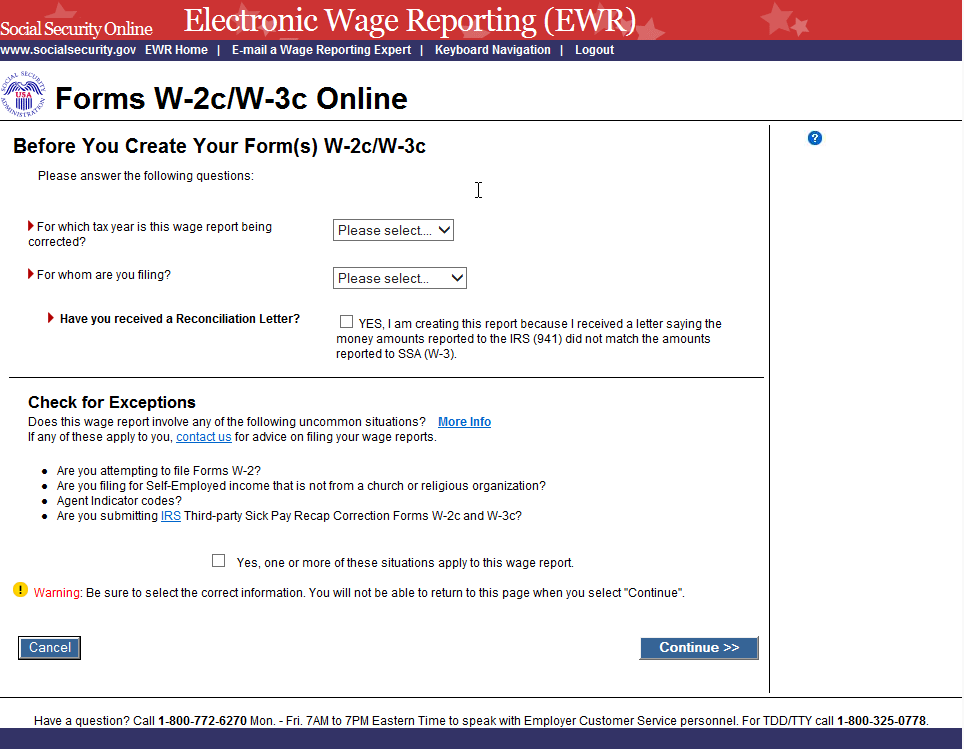 Social Security Online
Electronic Wage Reporting (EWR)
www.socialsecurity.gov EWR Home | E-mail a Wage Reporting Expert | Keyboard Navigation | Logout
SOCIAL SECURITY ADMINISTRATION
USA
Forms W-2c/W-3c Online
Before You Create Your Form(s) W-2c/W-3c
?
Please answer the following questions:
For which tax year is this wage report being
corrected?
Please select....
For whom are you filing?
Please select...
Have you received a Reconciliation Letter?
YES, I am creating this report because I received a letter saying the
money amounts reported to the IRS (941) did not match the amounts
reported to SSA (W-3).
Check for Exceptions
Does this wage report involve any of the following uncommon situations? More Info
If any of these apply to you, contact us for advice on filing your wage reports.
• Are you attempting to file Forms W-2?
• Are you filing for Self-Employed income that is not from a church or religious organization?
• Agent Indicator codes?
• Are you submitting IRS Third-party Sick Pay Recap Correction Forms W-2c and W-3c?
Yes, one or more of these situations apply to this wage report.
! Warning: Be sure to select the correct information. You will not be able to return to this page when you select "Continue".
Cancel
Continue >>
Have a question? Call 1-800-772-6270 Mon. - Fri. 7AM to 7PM Eastern Time to speak with Employer Customer Service personnel. For TDD/TTY call 1-800-325-0778.